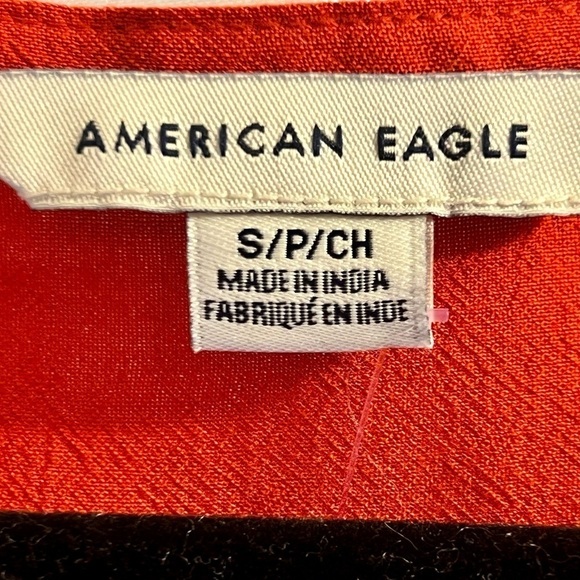 AMERICAN EAGLE
S/P/CH
MADE IN INDIA
FABRIQUÉ EN INDE